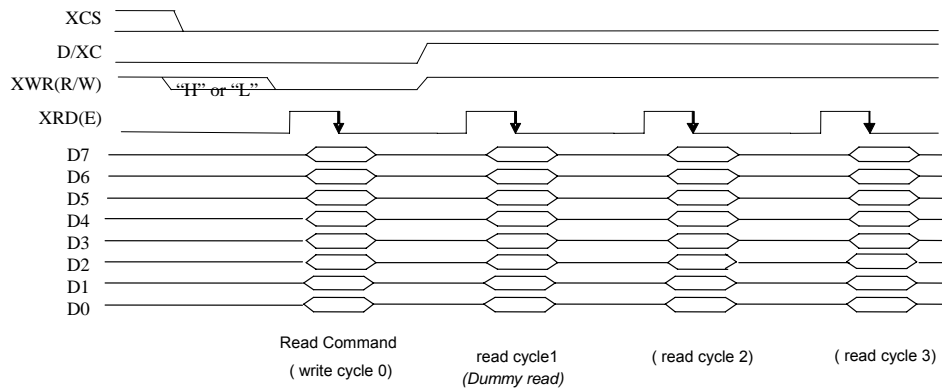 XCS
D/XC
XWR(R/W)
“H” or “L”
XRD(E)
D7
D6
D5
D4
D3
D2
D1
D0
Read Command
( write cycle 0)
read cycle1
(Dummy read)
( read cycle 2)
( read cycle 3)